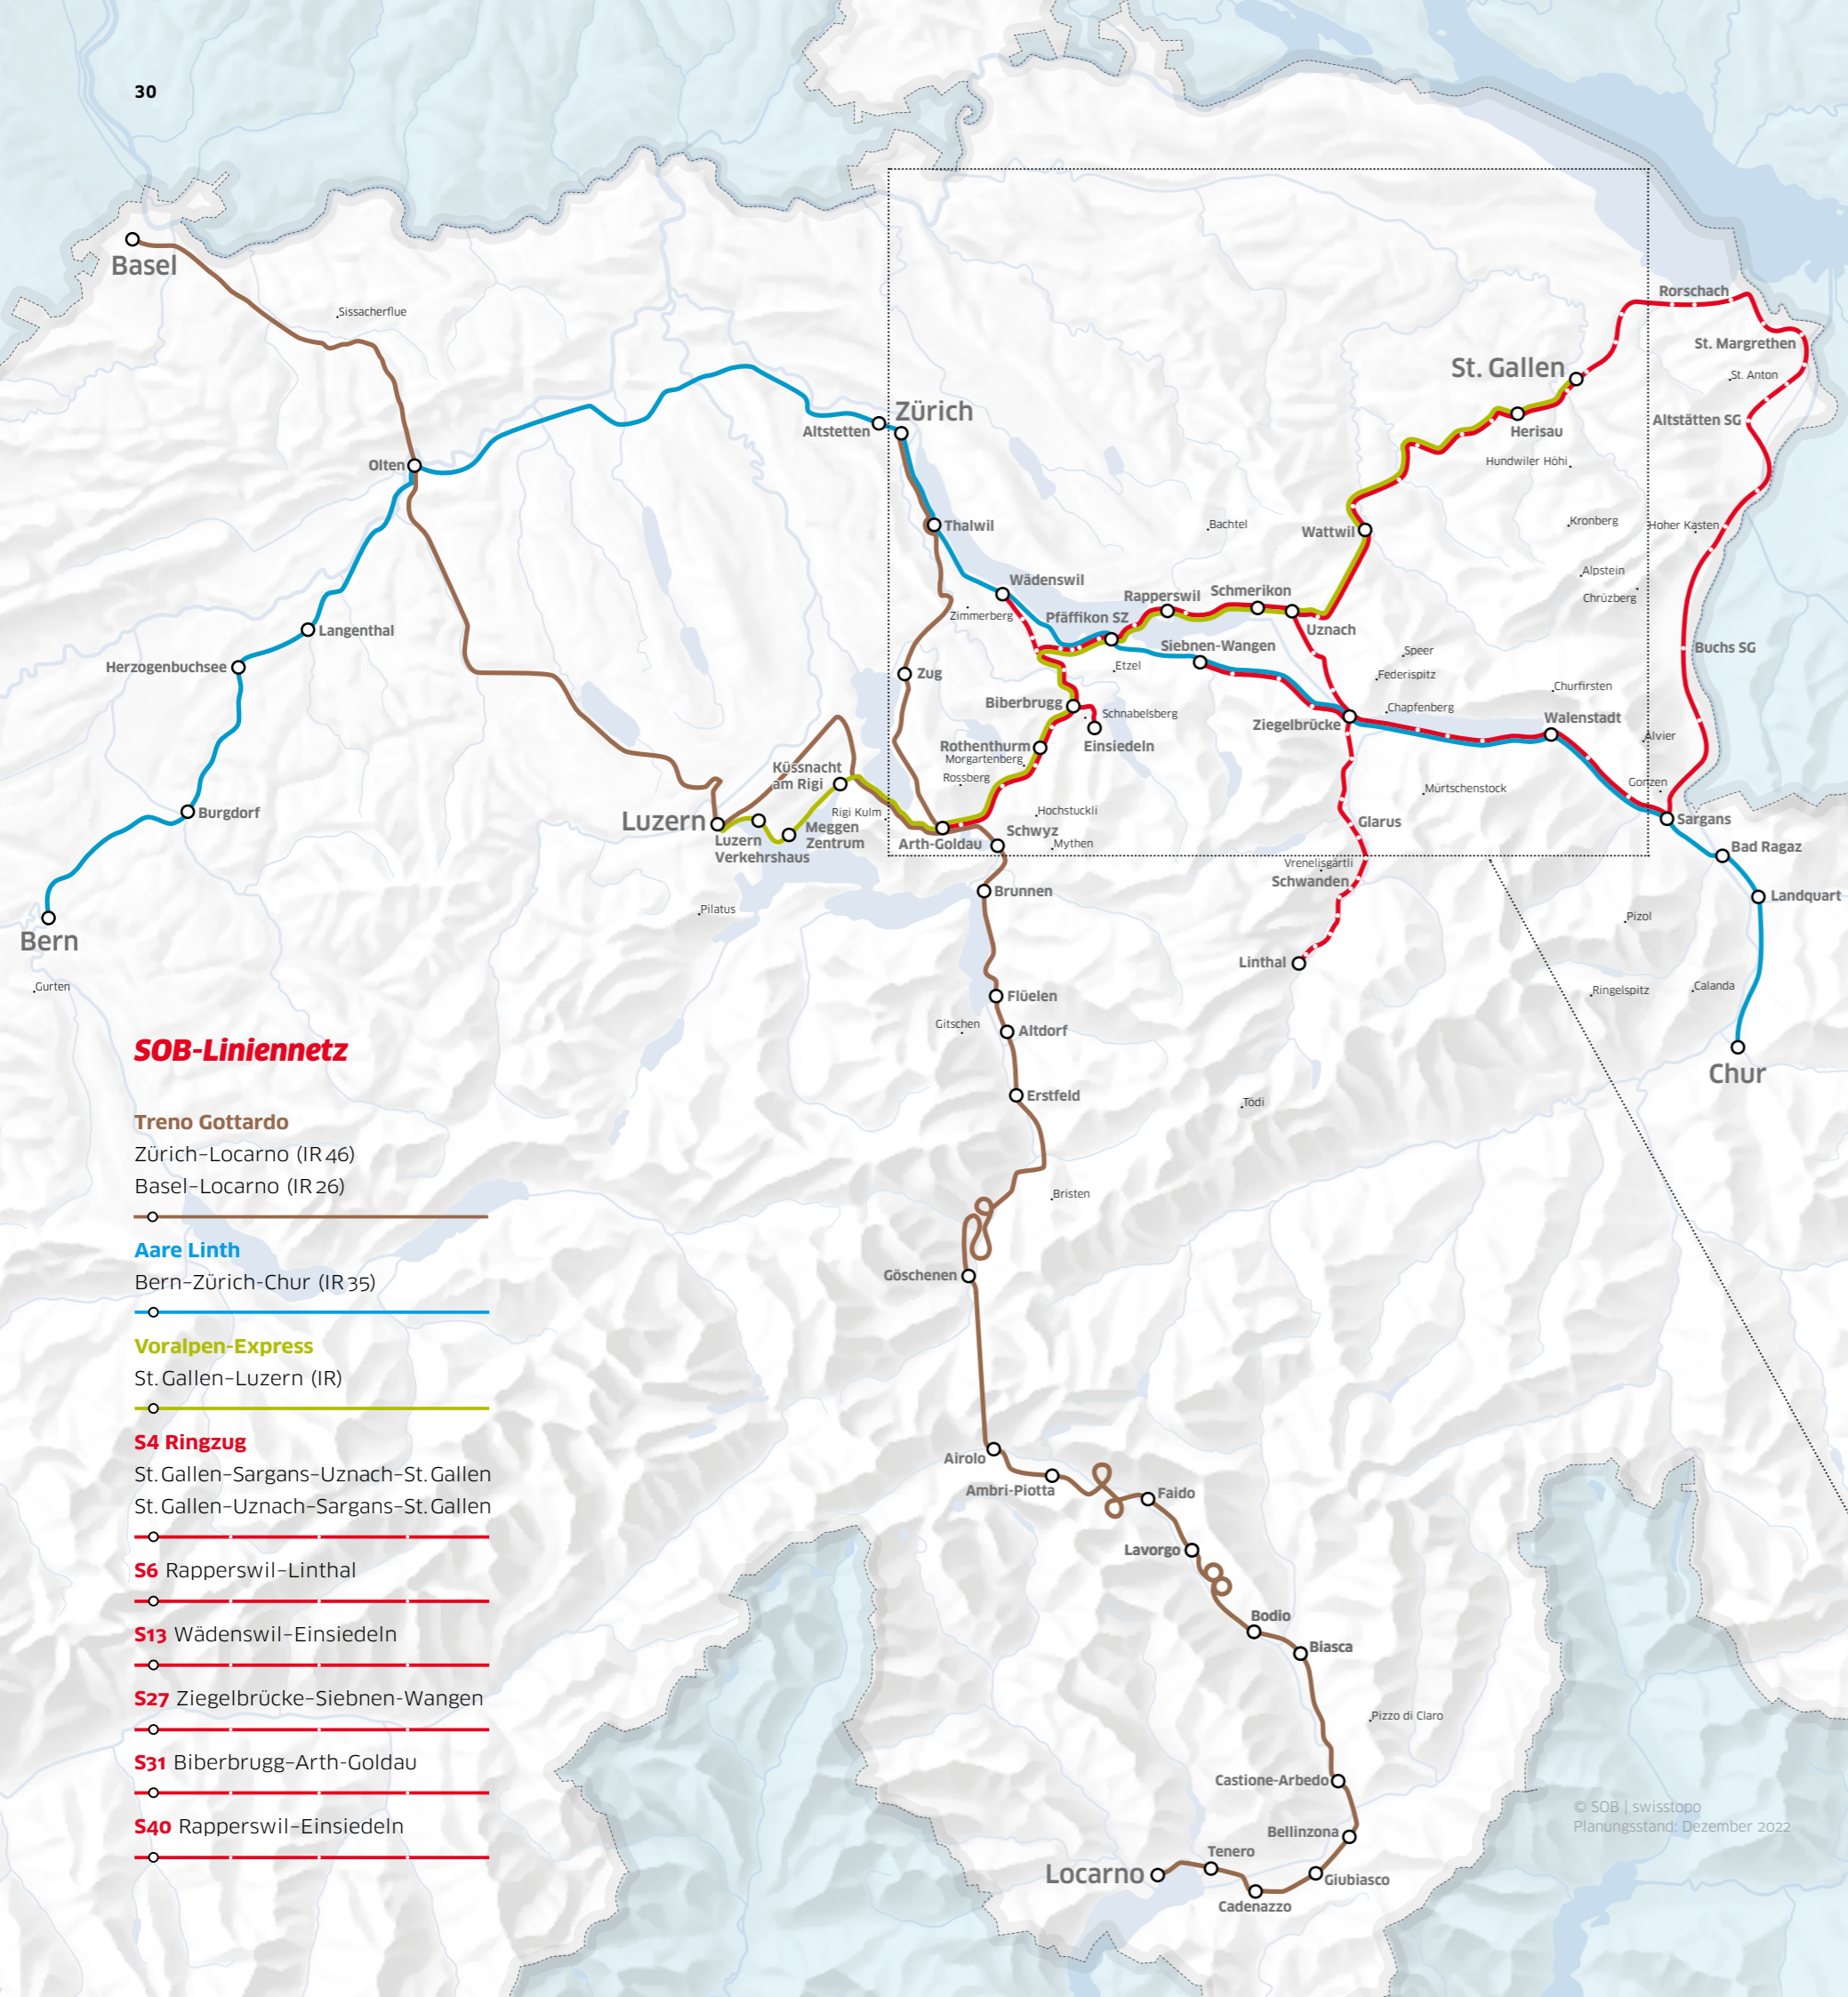 30
Basel
Sissacherflue
Rorschach
St. Margrethen
St. Gallen
St. Anton
Altstetten
Zürich
Altstätten SG
Herisau
Olten
Hundwiler Höhi
Thalwil
Bachtel
Wattwil
Kronberg
Hoher Kasten
Alpstein
Wädenswil
Schmerikon
Rapperswil
Chrüzberg
Zimmerberg
Pfäffikon SZ
Langenthal
Uznach
Siebnen-Wangen
Buchs SG
Speer
Herzogenbuchsee
Etzel
Zug
Federispitz
Churfirsten
Biberbrugg
Schnabelsberg
Chapfenberg
Walenstadt
Ziegelbrücke
Alvier
Rothenthurm
Einsiedeln
Morgartenberg
Küssnacht
am Rigi
Rossberg
Gonzen
Mürtschenstock
Burgdorf
Rigi Kulm
Hochstuckli
Luzern
Glarus
Sargans
Meggen
Zentrum
Schwyz
Luzern
Verkehrshaus
Arth-Goldau
Mythen
Bad Ragaz
Vrenelisgärtli
Schwanden
Brunnen
Landquart
Pilatus
Pizol
Bern
Linthal
Gurten
Ringelspitz
Calanda
Flüelen
Gitschen
Altdorf
Chur
Erstfeld
Tödi
Bristen
Göschenen
Airolo
Ambri-Piotta
Faido
Lavorgo
Bodio
Biasca
Pizzo di Claro
Castione-Arbedo
Bellinzona
Tenero
Locarno
Giubiasco
Cadenazzo
SOB-Liniennetz
Treno Gottardo
Zürich–Locarno (IR 46)
Basel–Locarno (IR 26)
Aare Linth
Bern–Zürich-Chur (IR 35)
Voralpen-Express
St. Gallen–Luzern (IR)
S4 Ringzug
St. Gallen–Sargans–Uznach–St. Gallen
St. Gallen–Uznach–Sargans–St. Gallen
S6 Rapperswil–Linthal
S13 Wädenswil–Einsiedeln
S27 Ziegelbrücke–Siebnen-Wangen
S31 Biberbrugg–Arth-Goldau
S40 Rapperswil–Einsiedeln
© SOB | swisstopo
Planungsstand: Dezember 2022